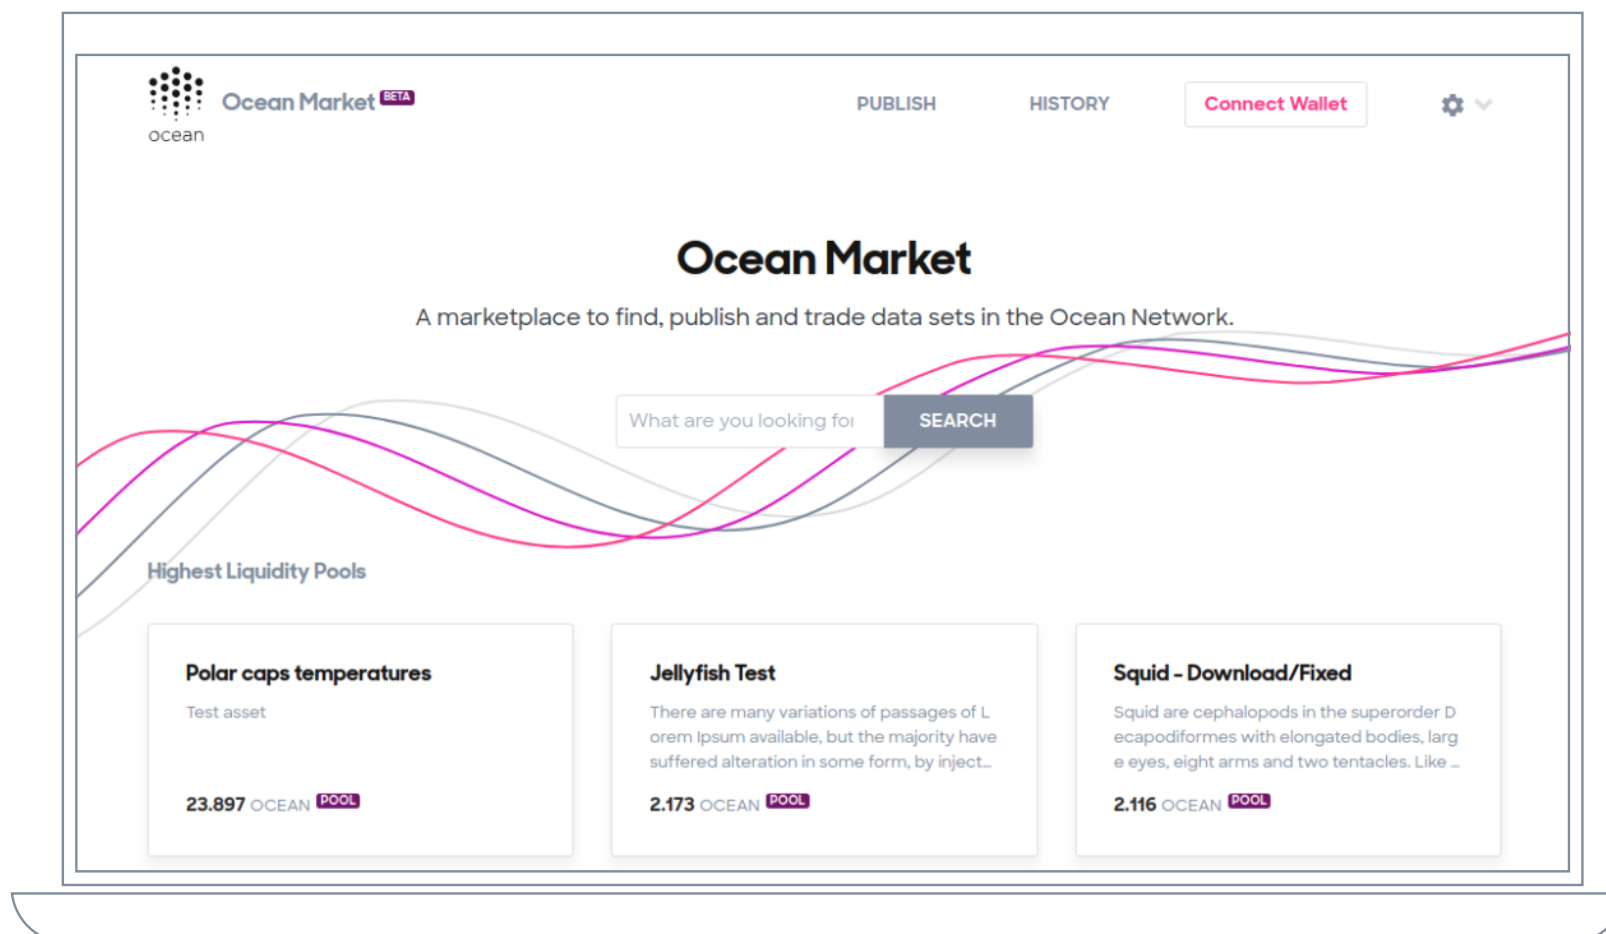 ocean
Ocean Market BETA
PUBLISH
HISTORY
Connect Wallet
Ocean Market
A marketplace to find, publish and trade data sets in the Ocean Network.
What are you looking for
SEARCH
Highest Liquidity Pools
Polar caps temperatures
Test asset
23.897 OCEAN POOL
Jellyfish Test
There are many variations of passages of L
orem Ipsum available, but the majority have
suffered alteration in some form, by inject...
2.173 OCEAN POOL
Squid - Download/Fixed
Squid are cephalopods in the superorder D
ecapodiformes with elongated bodies, larg
e eyes, eight arms and two tentacles. Like ...
2.116 OCEAN POOL